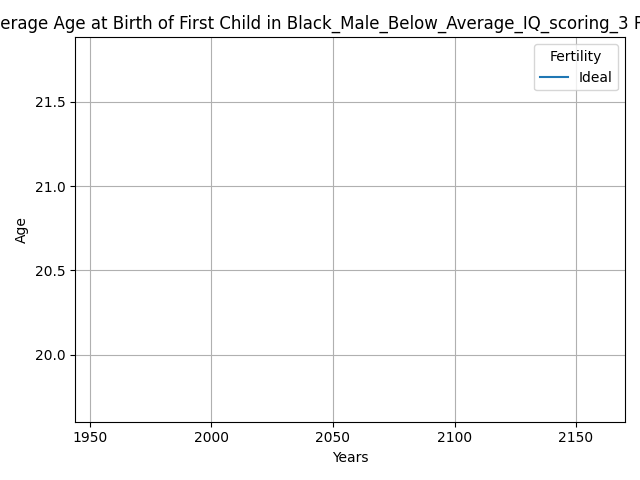 erage Age at Birth of First Child in Black_Male_Below_Average_IQ_scoring_3
Fertility
Ideal
21.5
21.0
20.5
20.0
Age
1950 2000 2050 2100 2150
Years